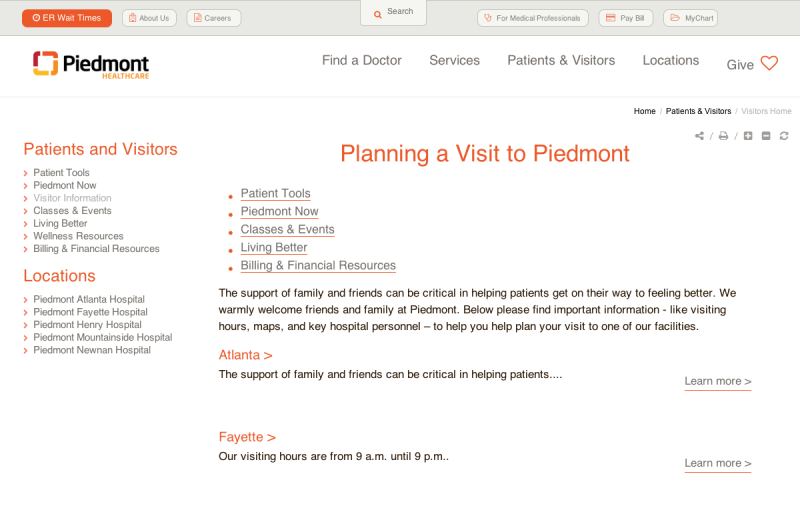 ER Wait Times
About Us
Careers
Search
For Medical Professionals
Pay Bill
MyChart
Piedmont
HEALTHCARE
Find a Doctor
Services
Patients & Visitors
Locations
Give
Home / Patients & Visitors / Visitors Home
/ /
Patients and Visitors
Patient Tools
Piedmont Now
Visitor Information
Classes & Events
Living Better
Wellness Resources
Billing & Financial Resources
Locations
Piedmont Atlanta Hospital
Piedmont Fayette Hospital
Piedmont Henry Hospital
Piedmont Mountainside Hospital
Piedmont Newnan Hospital
Planning a Visit to Piedmont
Patient Tools
Piedmont Now
Classes & Events
Living Better
Billing & Financial Resources
The support of family and friends can be critical in helping patients get on their way to feeling better. We
warmly welcome friends and family at Piedmont. Below please find important information - like visiting
hours, maps, and key hospital personnel – to help you help plan your visit to one of our facilities.
Atlanta >
The support of family and friends can be critical in helping patients....
Learn more >
Fayette >
Our visiting hours are from 9 a.m. until 9 p.m..
Learn more >